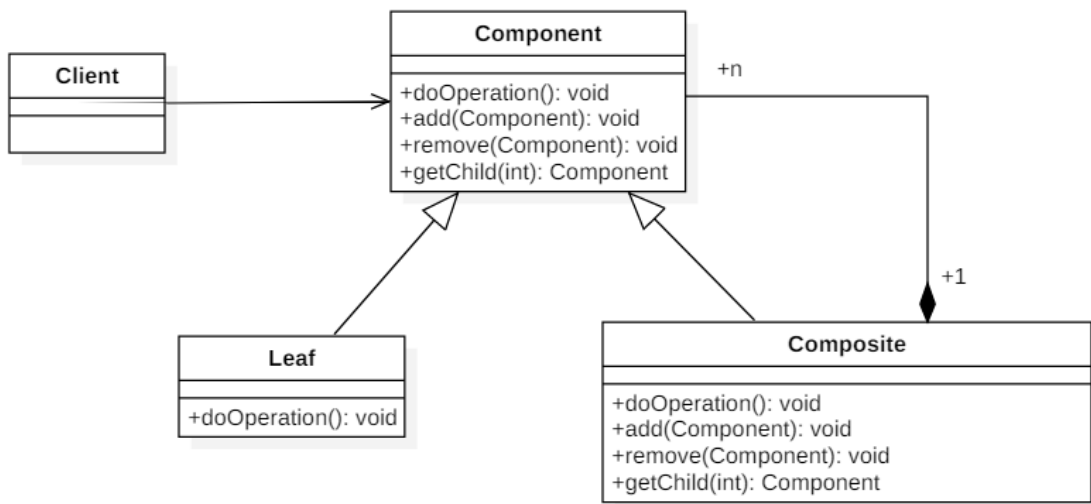 Component
+doOperation(): void
+add(Component): void
+remove(Component): void
+getChild(int): Component
Client
+n
+1
Leaf
+doOperation(): void
Composite
+doOperation(): void
+add(Component): void
+remove(Component): void
+getChild(int): Component